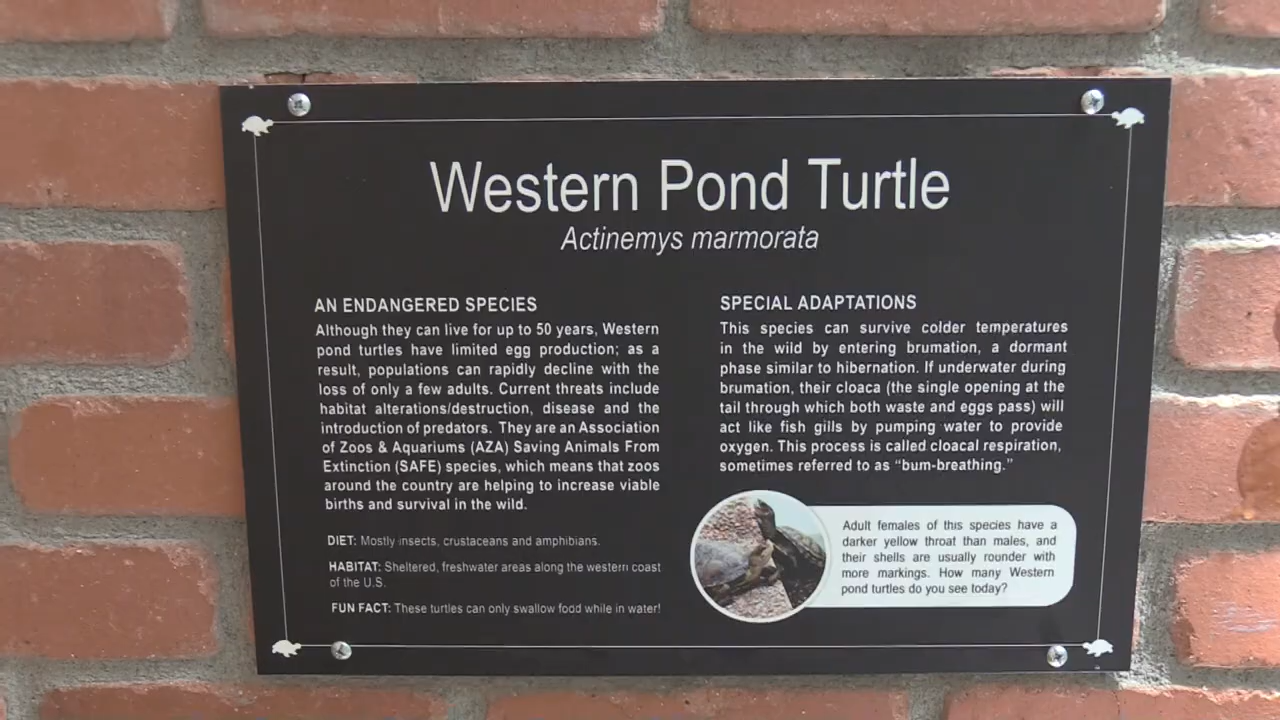 Western Pond Turtle
Actinemys marmorata
AN ENDANGERED SPECIES
Although they can live for up to 50 years, Western
pond turtles have limited egg production; as a
result, populations can rapidly decline with the
loss of only a few adults. Current threats include
habitat alterations/destruction, disease and the
introduction of predators. They are an Association
of Zoos & Aquariums (AZA) Saving Animals From
Extinction (SAFE) species, which means that zoos
around the country are helping to increase viable
births and survival in the wild.
DIET: Mostly insects, crustaceans and amphibians.
HABITAT: Sheltered, freshwater areas along the western coast
of the U.S.
FUN FACT: These turtles can only swallow food while in water!
SPECIAL ADAPTATIONS
This species can survive colder temperatures
in the wild by entering brumation, a dormant
phase similar to hibernation. If underwater during
brumation, their cloaca (the single opening at the
tail through which both waste and eggs pass) will
act like fish gills by pumping water to provide
oxygen. This process is called cloacal respiration,
sometimes referred to as “bum-breathing.”
Adult females of this species have a
darker yellow throat than males, and
their shells are usually rounder with
more markings. How many Western
pond turtles do you see today?